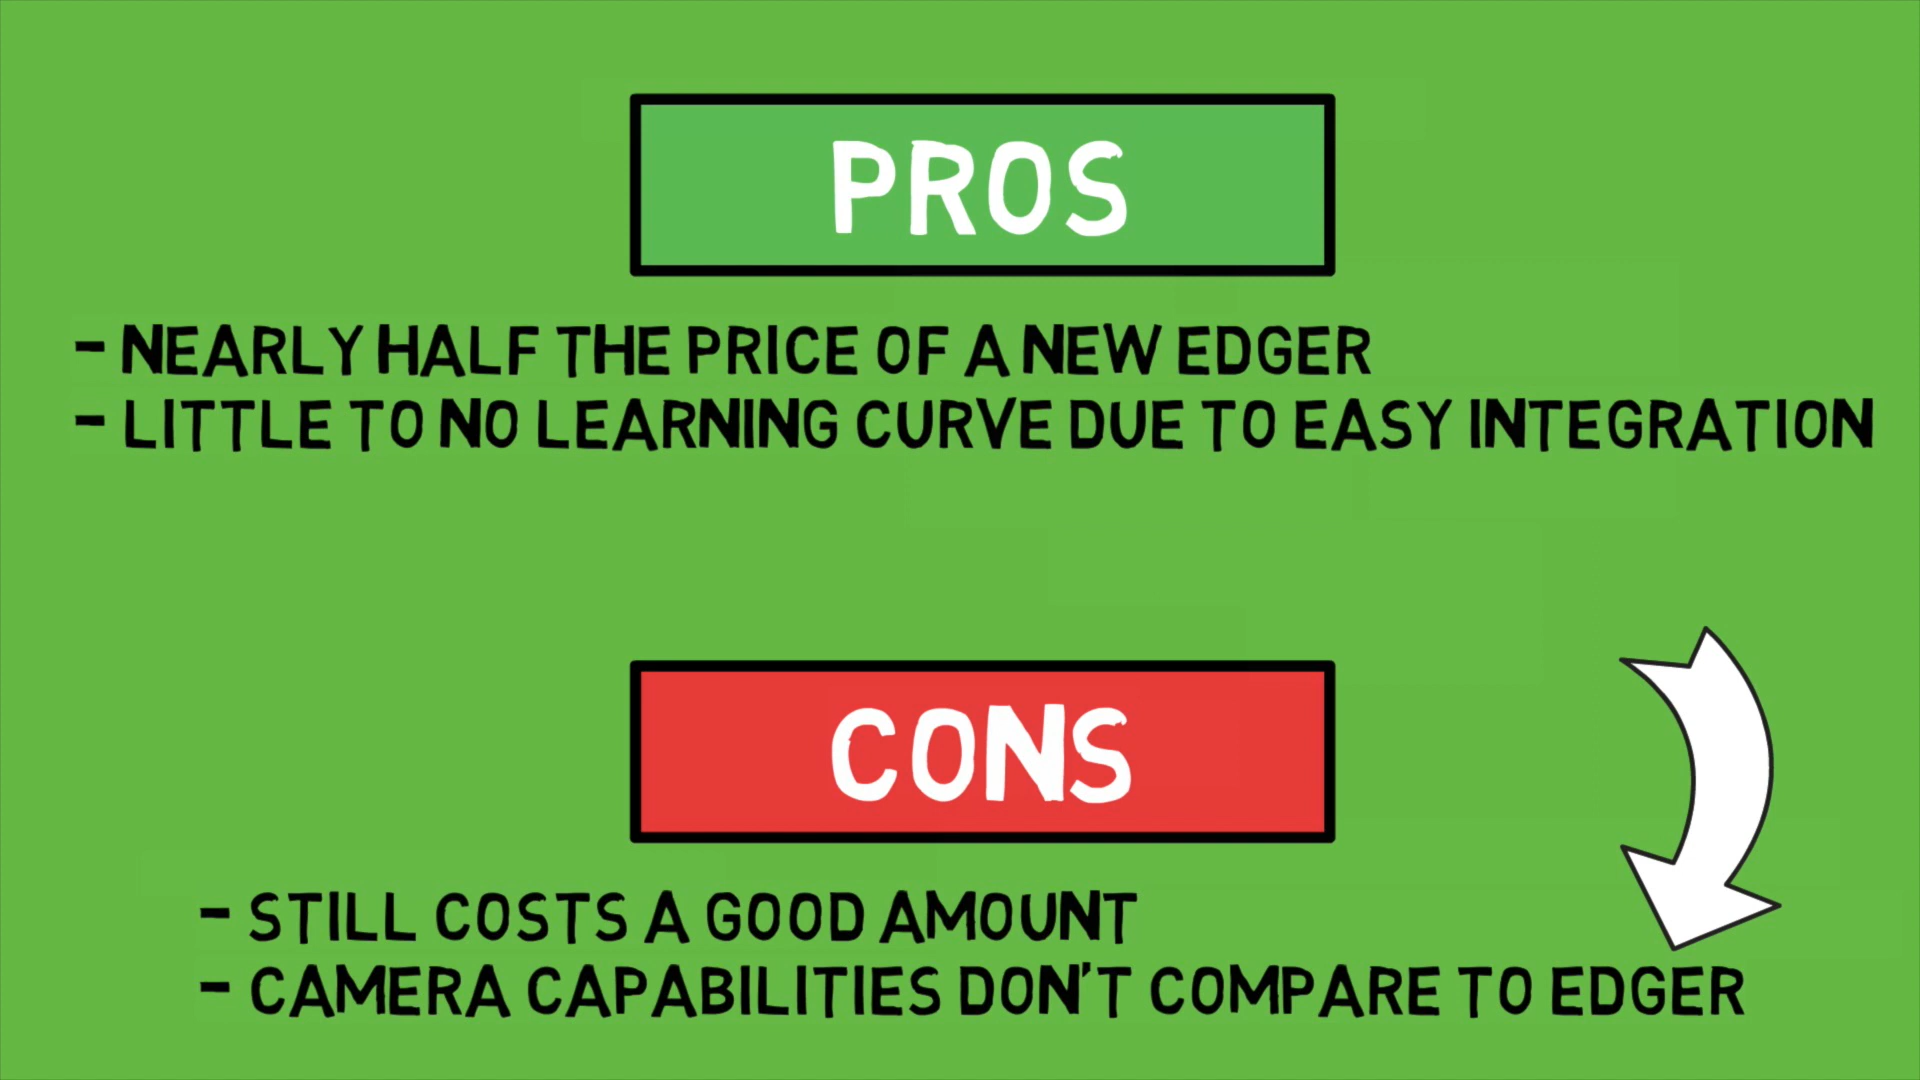 PROS
- NEARLY HALF THE PRICE OF A NEW EDGER
- LITTLE TO NO LEARNING CURVE DUE TO EASY INTEGRATION
CONS
- STILL COSTS A GOOD AMOUNT
- CAMERA CAPABILITIES DON'T COMPARE TO EDGER